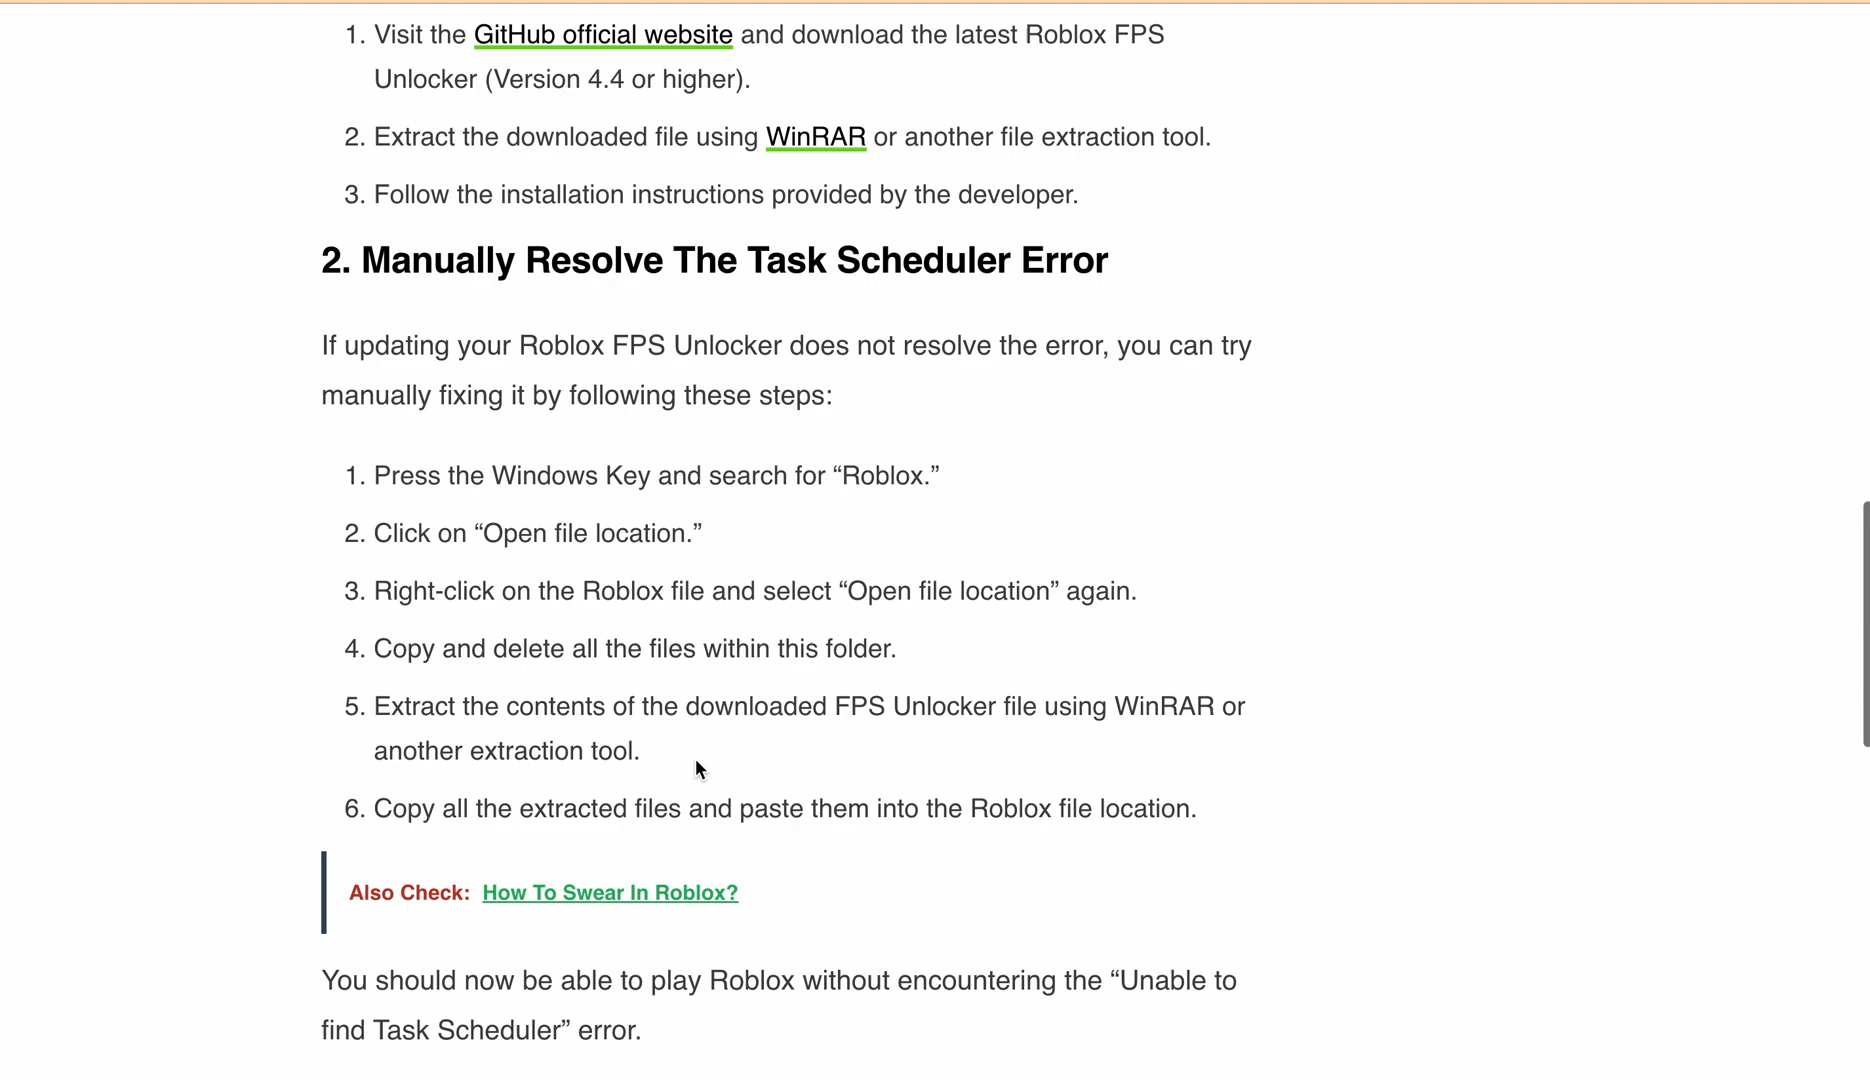 1. Visit the GitHub official website and download the latest Roblox FPS
Unlocker (Version 4.4 or higher).
2. Extract the downloaded file using WinRAR or another file extraction tool.
3. Follow the installation instructions provided by the developer.
2. Manually Resolve The Task Scheduler Error
If updating your Roblox FPS Unlocker does not resolve the error, you can try
manually fixing it by following these steps:
1. Press the Windows Key and search for “Roblox.”
2. Click on “Open file location.”
3. Right-click on the Roblox file and select “Open file location” again.
4. Copy and delete all the files within this folder.
5. Extract the contents of the downloaded FPS Unlocker file using WinRAR or
another extraction tool.
6. Copy all the extracted files and paste them into the Roblox file location.
Also Check: How To Swear In Roblox?
You should now be able to play Roblox without encountering the “Unable to
find Task Scheduler” error.